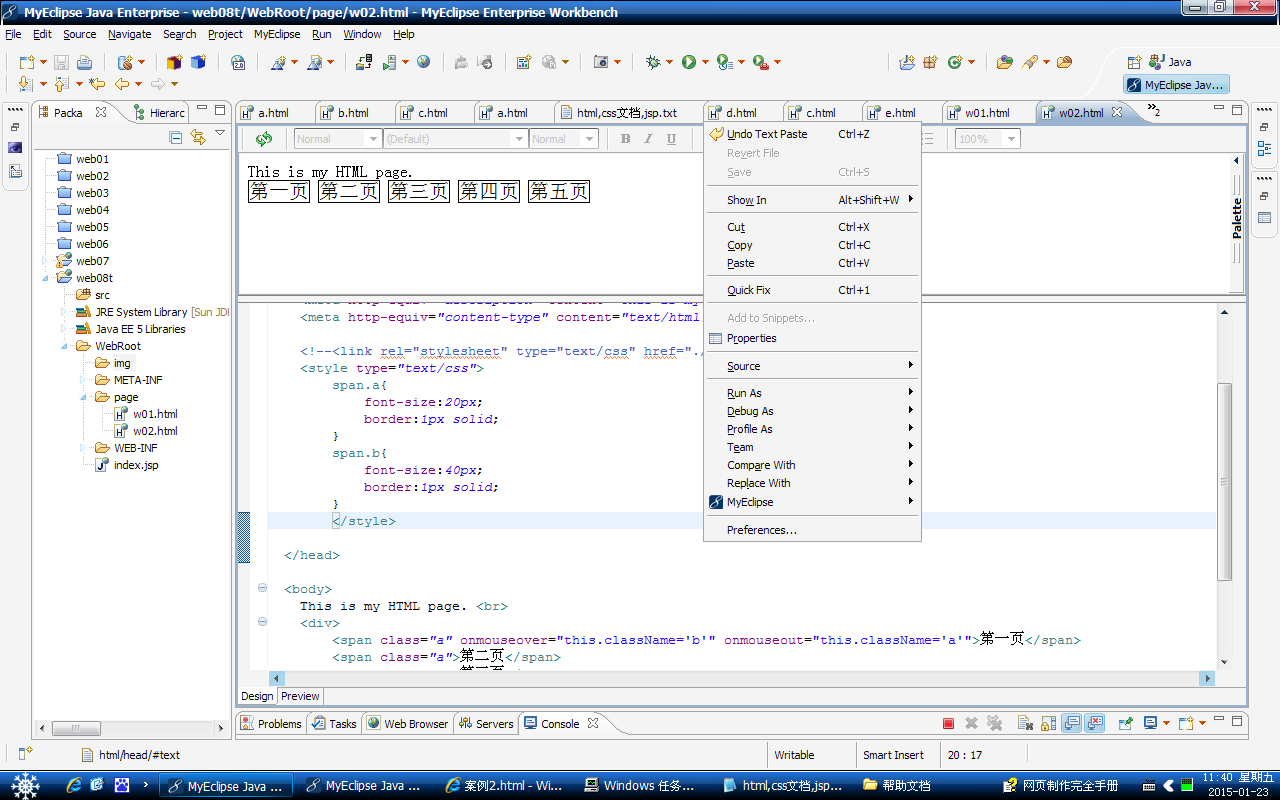 MyEclipse Java Enterprise - web08t/WebRoot/page/w02.html - MyEclipse Enterprise Workbench
File Edit Source Navigate Search Project MyEclipse Run Window Help
Java
MyEclipse Jav...
Packa Hierarc
a.html b.html c.html a.html html,css文档,jsp.txt d.html c.html e.html w01.html w02.html »2
Normal (Default) Normal B I U 100%
web01
web02
web03
web04
web05
web06
web07
web08t
src
JRE System Library [Sun JD
Java EE 5 Libraries
WebRoot
img
META-INF
page
w01.html
w02.html
WEB-INF
index.jsp
This is my HTML page.
第一页 第二页 第三页 第四页 第五页
Palette
Undo Text Paste Ctrl+Z
Revert File
Save Ctrl+S
Show In Alt+Shift+W
Cut Ctrl+X
Copy Ctrl+C
Paste Ctrl+V
Quick Fix Ctrl+1
Add to Snippets...
Properties
Source
Run As
Debug As
Profile As
Team
Compare With
Replace With
MyEclipse
Preferences...
<meta http-equiv="content-type" content="text/html
<!--<link rel="stylesheet" type="text/css" href="./
<style type="text/css">
span.a{
font-size:20px;
border:1px solid;
}
span.b{
font-size:40px;
border:1px solid;
}
</style>
</head>
<body>
This is my HTML page. <br>
<div>
<span class="a" onmouseover="this.className='b'" onmouseout="this.className='a'">第一页</span>
<span class="a">第二页</span>
Design Preview
Problems Tasks Web Browser Servers Console
html/head/#text Writable Smart Insert 20 : 17
MyEclipse Java ... MyEclipse Java ... 案例2.html - Wi... Windows 任务... html,css文档,jsp... 帮助文档 网页制作完全手册
11:40 星期五
2015-01-23